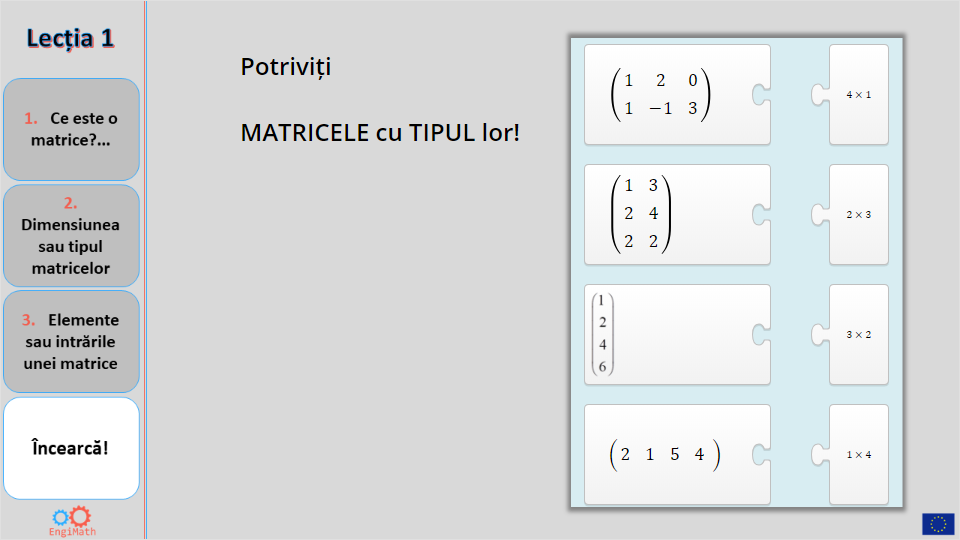 Lecția 1
1. Ce este o
matrice?...
2.
Dimensiunea
sau tipul
matricelor
3. Elemente
sau intrările
unei matrice
Încearcă!
EngiMath
Potriviți
MATRICELE cu TIPUL lor!
1 2 0
1 −1 3
4 × 1
1 3
2 4
2 2
2 × 3
1
2
4
6
3 × 2
(2 1 5 4)
1 × 4